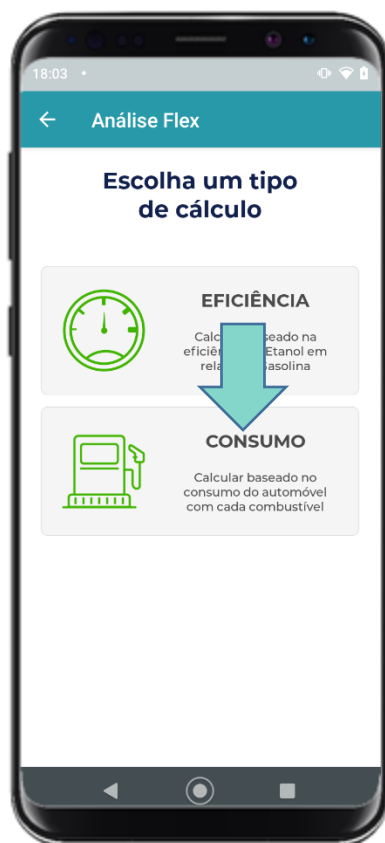 18:03
Análise Flex
Escolha um tipo
de cálculo
EFICIÊNCIA
na
Etanol em
CONSUMO
Calcular baseado no
consumo do automóvel
com cada combustível